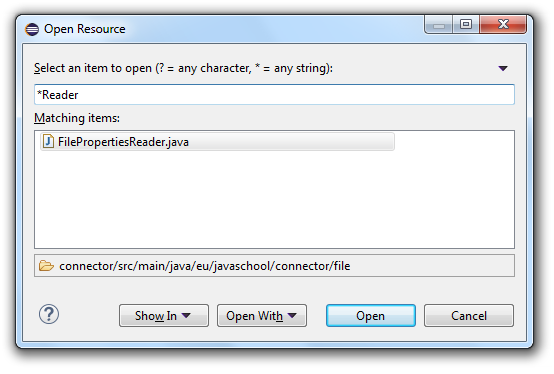 Open Resource
Select an item to open (? = any character, * = any string):
*Reader
Matching items:
FilePropertiesReader.java
connector/src/main/java/eu/javaschool/connector/file
Show In
Open With
Open
Cancel